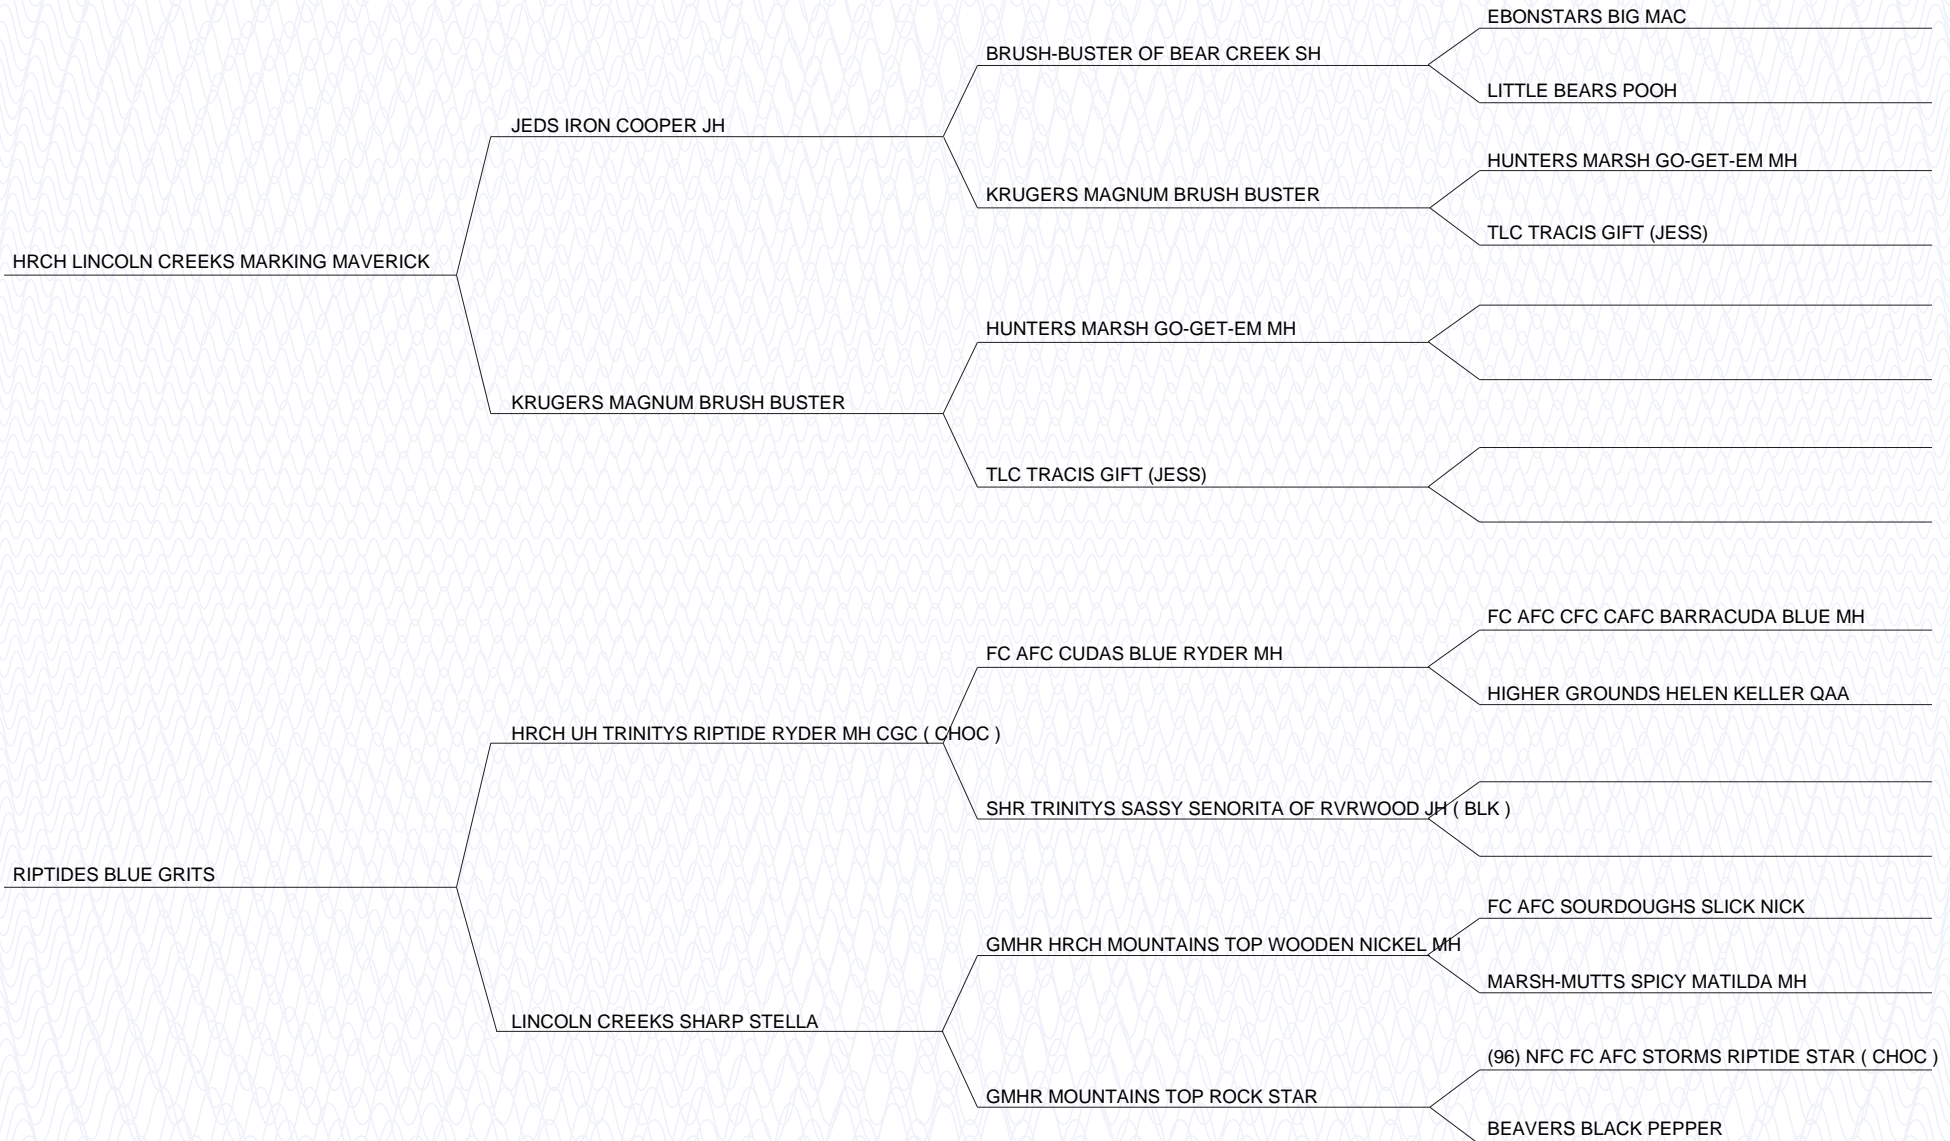 EBONSTARS BIG MAC
BRUSH-BUSTER OF BEAR CREEK SH
LITTLE BEARS POOH
JEDS IRON COOPER JH
HUNTERS MARSH GO-GET-EM MH
KRUGERS MAGNUM BRUSH BUSTER
TLC TRACIS GIFT (JESS)
HRCH LINCOLN CREEKS MARKING MAVERICK
HUNTERS MARSH GO-GET-EM MH
KRUGERS MAGNUM BRUSH BUSTER
TLC TRACIS GIFT (JESS)
FC AFC CFC CAFC BARRACUDA BLUE MH
FC AFC CUDAS BLUE RYDER MH
HIGHER GROUNDS HELEN KELLER QAA
HRCH UH TRINITYS RIPTIDE RYDER MH CGC ( CHOC )
SHR TRINITYS SASSY SENORITA OF RVRWOOD JH ( BLK )
RIPTIDES BLUE GRITS
FC AFC SOURDOUGHS SLICK NICK
GMHR HRCH MOUNTAINS TOP WOODEN NICKEL MH
MARSH-MUTTS SPICY MATILDA MH
LINCOLN CREEKS SHARP STELLA
(96) NFC FC AFC STORMS RIPTIDE STAR ( CHOC )
GMHR MOUNTAINS TOP ROCK STAR
BEAVERS BLACK PEPPER